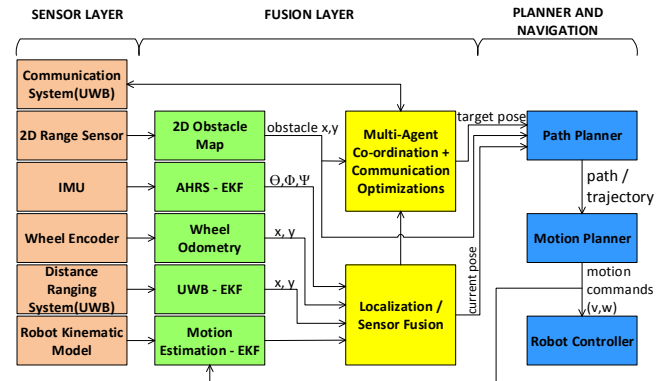 SENSOR LAYER
FUSION LAYER
PLANNER AND
NAVIGATION
Communication
System(UWB)
2D Range Sensor
2D Obstacle
Map
obstacle x,y
Multi-Agent
Co-ordination +
Communication
Optimizations
target pose
Path Planner
IMU
AHRS - EKF
Θ,Φ,Ψ
path /
trajectory
Wheel Encoder
Wheel
Odometry
x, y
Motion Planner
Distance
Ranging
System(UWB)
UWB - EKF
x, y
Localization /
Sensor Fusion
current pose
motion
commands
(v,w)
Robot Kinematic
Model
Motion
Estimation - EKF
Robot Controller